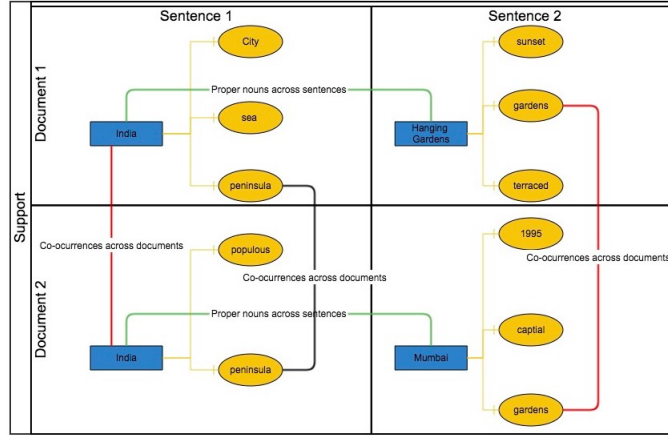 Sentence 1
Sentence 2
Support
Document 1
City
sunset
Proper nouns across sentences
sea
gardens
India
Hanging
Gardens
peninsula
terraced
Document 2
Co-ocurrences across documents
populous
1995
Co-ocurrences across documents
Co-ocurrences across documents
Proper nouns across sentences
captial
India
Mumbai
peninsula
gardens